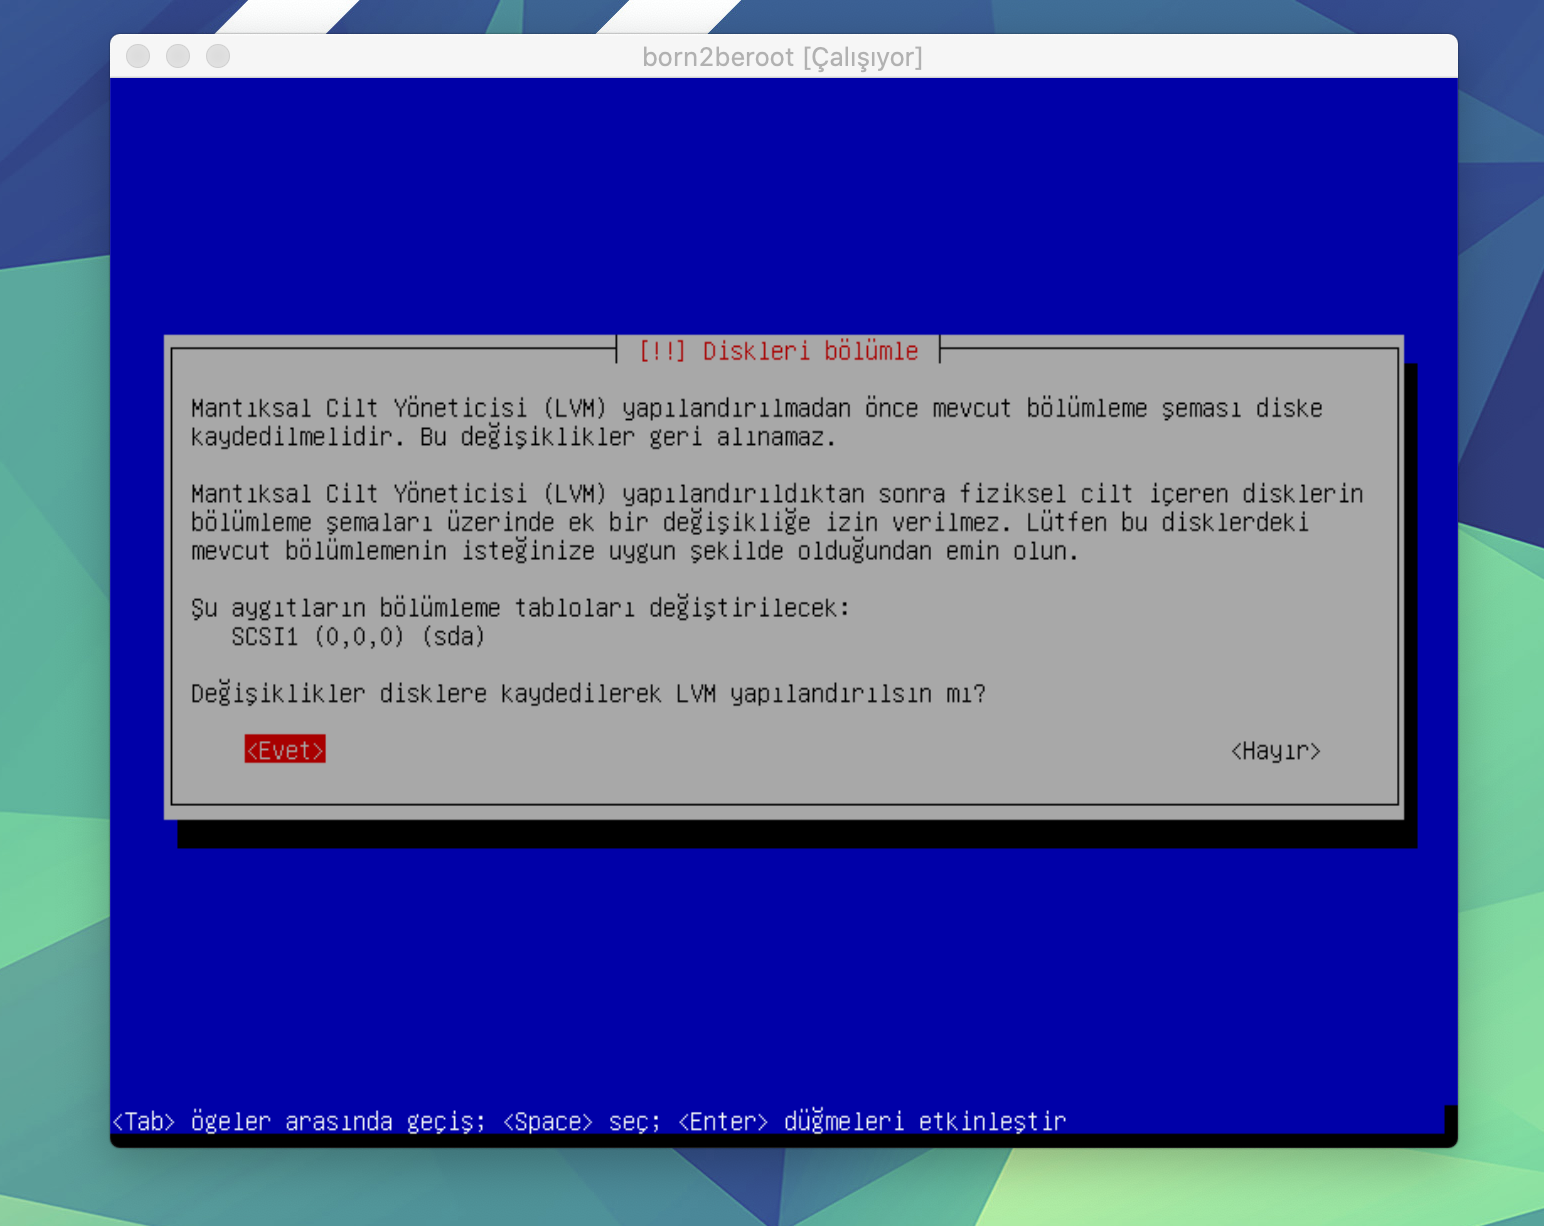 born2beroot [Çalışıyor]
[!!] Diskleri bölümle
Mantıksal Cilt Yöneticisi (LVM) yapılandırılmadan önce mevcut bölümleme şeması diske
kaydedilmelidir. Bu değişiklikler geri alınamaz.
Mantıksal Cilt Yöneticisi (LVM) yapılandırıldıktan sonra fiziksel cilt içeren disklerin
bölümleme şemaları üzerinde ek bir değişikliğe izin verilmez. Lütfen bu disklerdeki
mevcut bölümlemenin isteğinize uygun şekilde olduğundan emin olun.
Şu aygıtların bölümleme tabloları değiştirilecek:
SCSI1 (0,0,0) (sda)
Değişiklikler disklere kaydedilerek LVM yapılandırılsın mı?
<Evet> <Hayır>
<Tab> ögeler arasında geçiş; <Space> seç; <Enter> düğmeleri etkinleştir